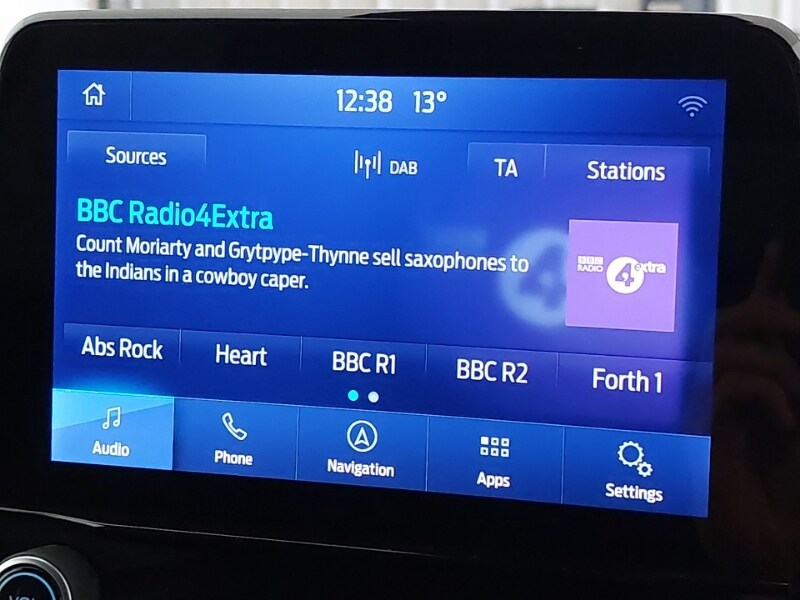 12:38 13°
Sources
DAB
TA
Stations
BBC Radio4Extra
Count Moriarty and Grytpype-Thynne sell saxophones to
the Indians in a cowboy caper.
4
BBC
RADIO
4 extra
Abs Rock
Heart
BBC R1
BBC R2
Forth 1
Audio
Phone
Navigation
Apps
Settings